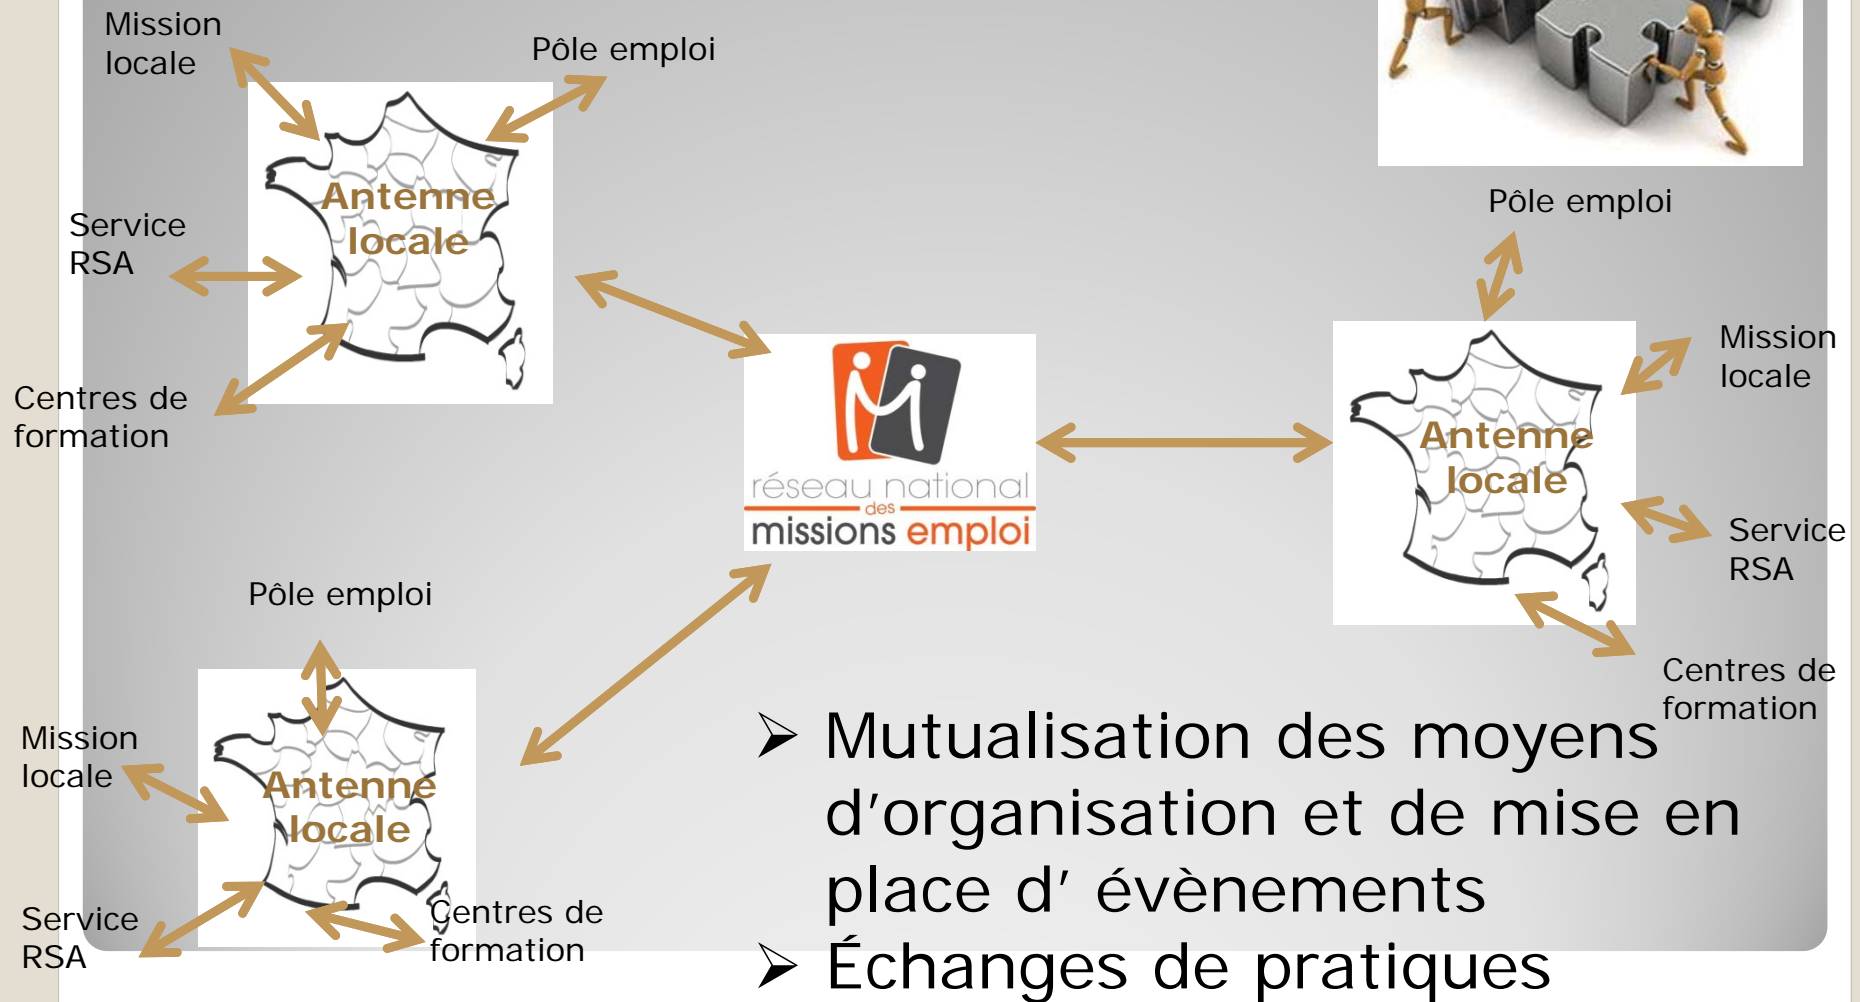 Mission
locale
Pôle emploi
Antenne
locale
Service
RSA
Centres de
formation
Pôle emploi
Mission
locale
Antenne
locale
Service
RSA
Centres de
formation
réseau national
des
missions emploi
Pôle emploi
Mission
locale
Antenne
locale
Service
RSA
Centres de
formation
➢ Mutualisation des moyens
d’organisation et de mise en
place d’ évènements
➢ Échanges de pratiques